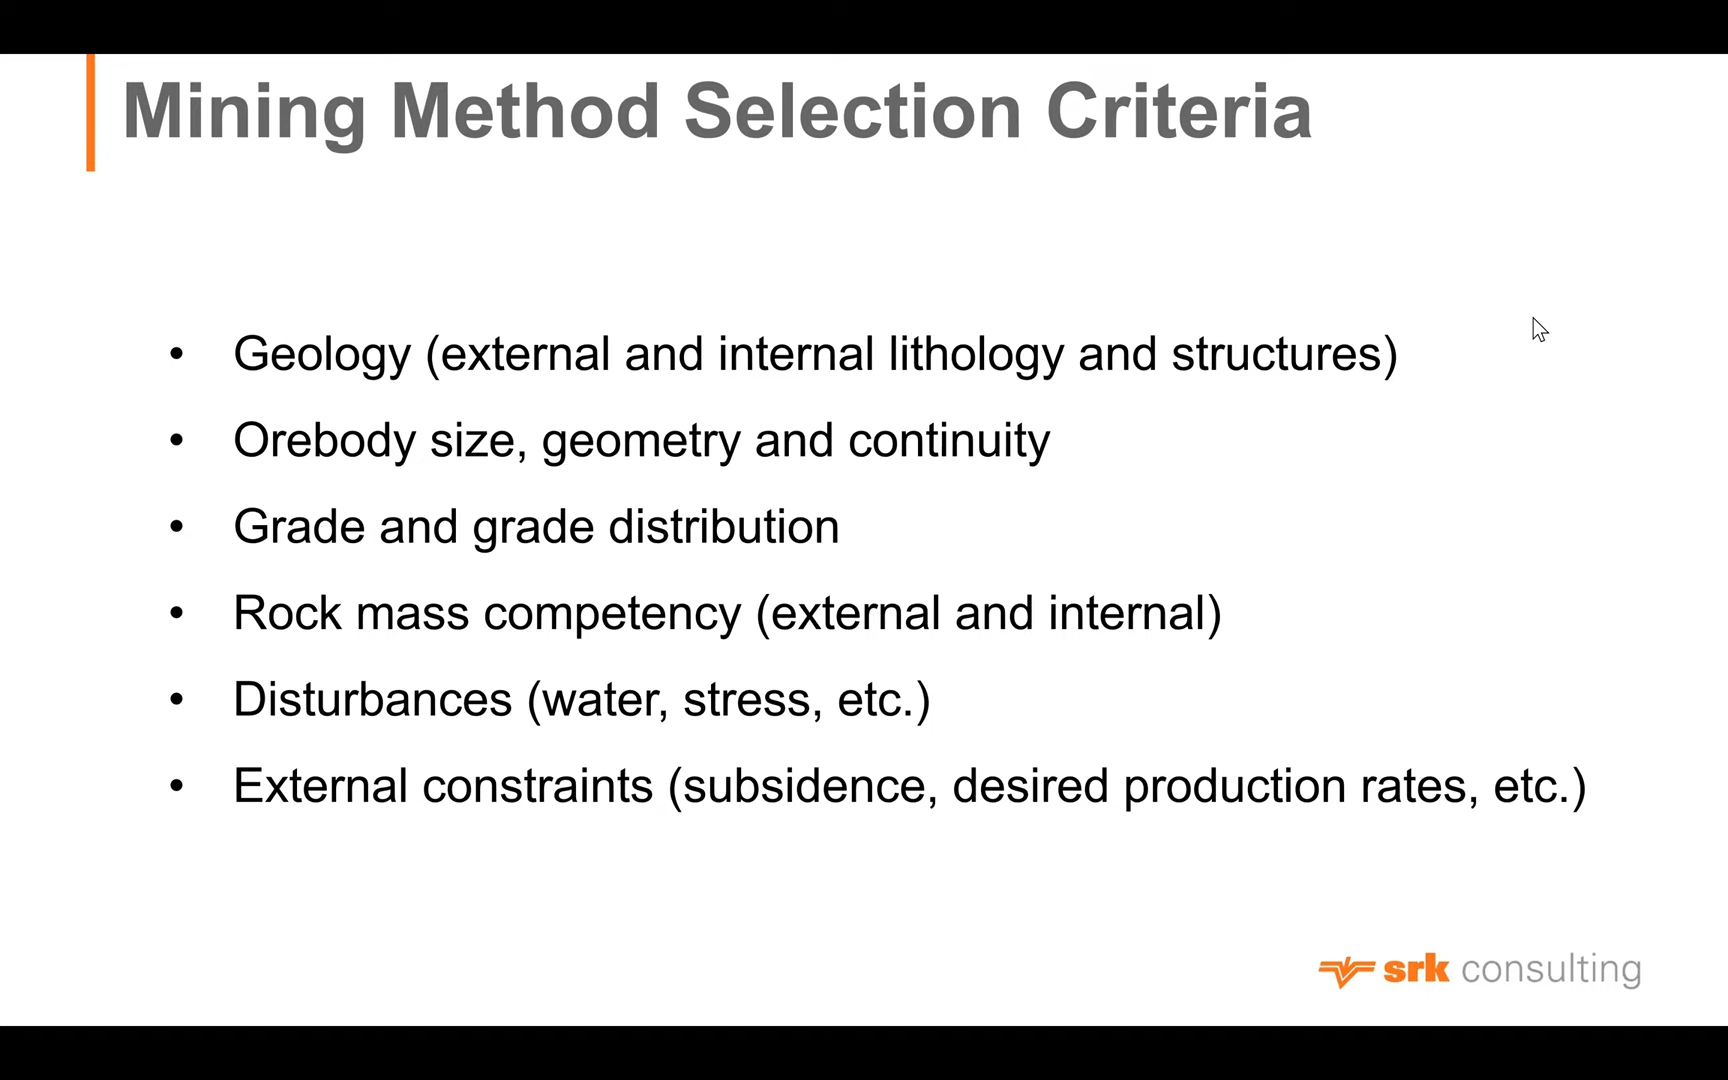 Mining Method Selection Criteria
• Geology (external and internal lithology and structures)
• Orebody size, geometry and continuity
• Grade and grade distribution
• Rock mass competency (external and internal)
• Disturbances (water, stress, etc.)
• External constraints (subsidence, desired production rates, etc.)
srk consulting